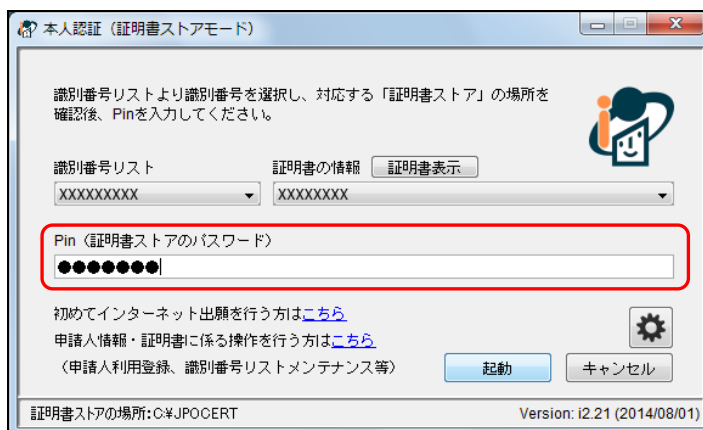 本人認証（証明書ストアモード）
識別番号リストより識別番号を選択し、対応する「証明書ストア」の場所を
確認後、Pinを入力してください。
識別番号リスト 証明書の情報 証明書表示
XXXXXXXXX XXXXXXXX
Pin（証明書ストアのパスワード）
●●●●●●●
初めてインターネット出願を行う方はこちら
申請人情報・証明書に係る操作を行う方はこちら
（申請人利用登録、識別番号リストメンテナンス等） 起動 キャンセル
証明書ストアの場所:C:¥JPOCERT Version: i2.21 (2014/08/01)